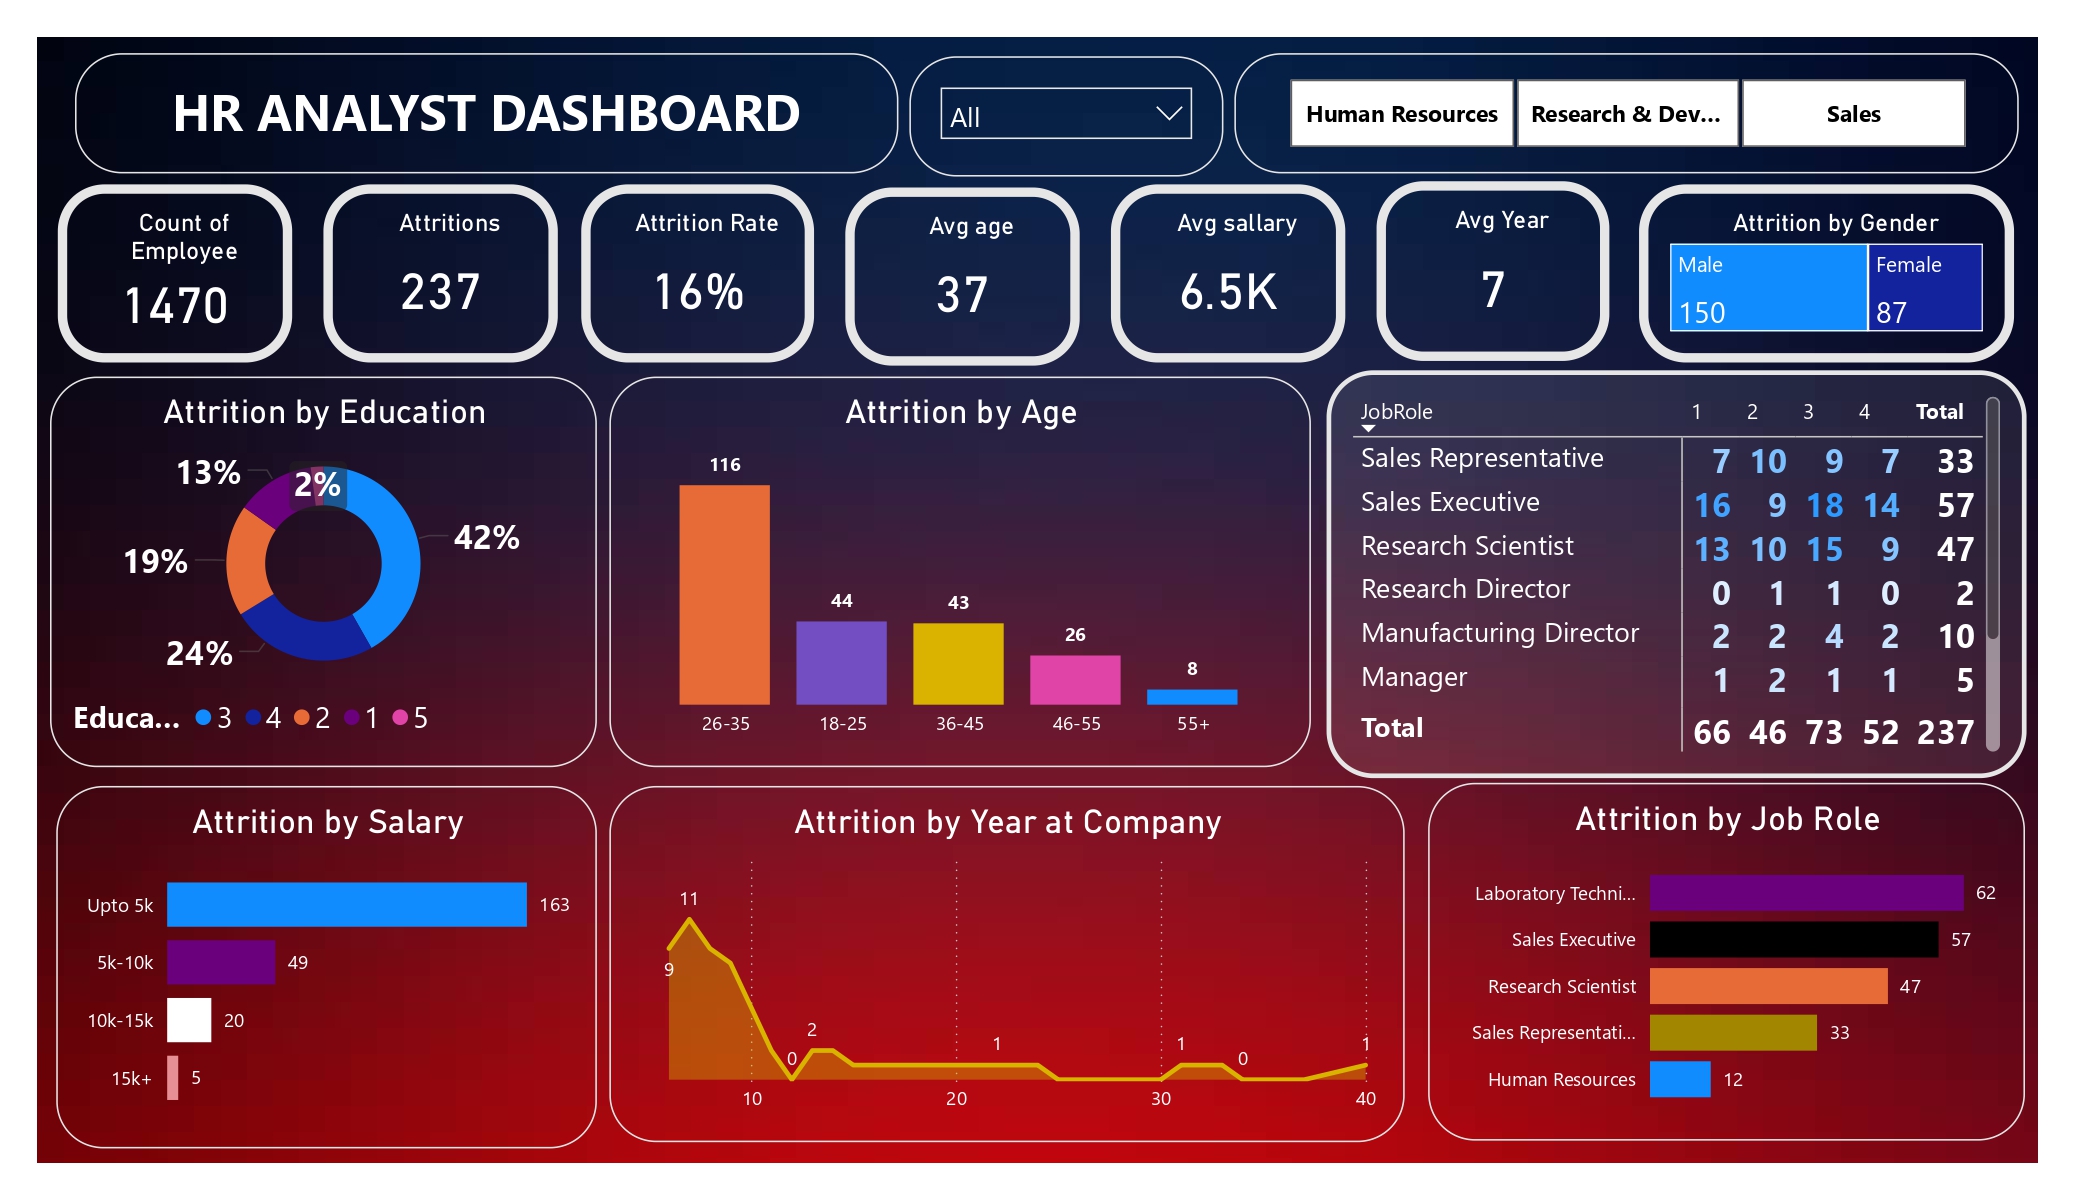 HR ANALYST DASHBOARD
All
Human Resources
Research & Dev...
Sales
Count of
Employee
1470
Attritions
237
Attrition Rate
16%
Avg age
37
Avg sallary
6.5K
Avg Year
7
Attrition by Gender
Male Female
150 87
Attrition by Education
13%
2%
42%
19%
24%
Educa... 3 4 2 1 5
Attrition by Age
116
44
43
26
8
26-35 18-25 36-45 46-55 55+
JobRole 1 2 3 4 Total
Sales Representative 7 10 9 7 33
Sales Executive 16 9 18 14 57
Research Scientist 13 10 15 9 47
Research Director 0 1 1 0 2
Manufacturing Director 2 2 4 2 10
Manager 1 2 1 1 5
Total 66 46 73 52 237
Attrition by Salary
Upto 5k 163
5k-10k 49
10k-15k 20
15k+ 5
Attrition by Year at Company
11
9
2
0
1
1
0
1
10 20 30 40
Attrition by Job Role
Laboratory Techni... 62
Sales Executive 57
Research Scientist 47
Sales Representati... 33
Human Resources 12